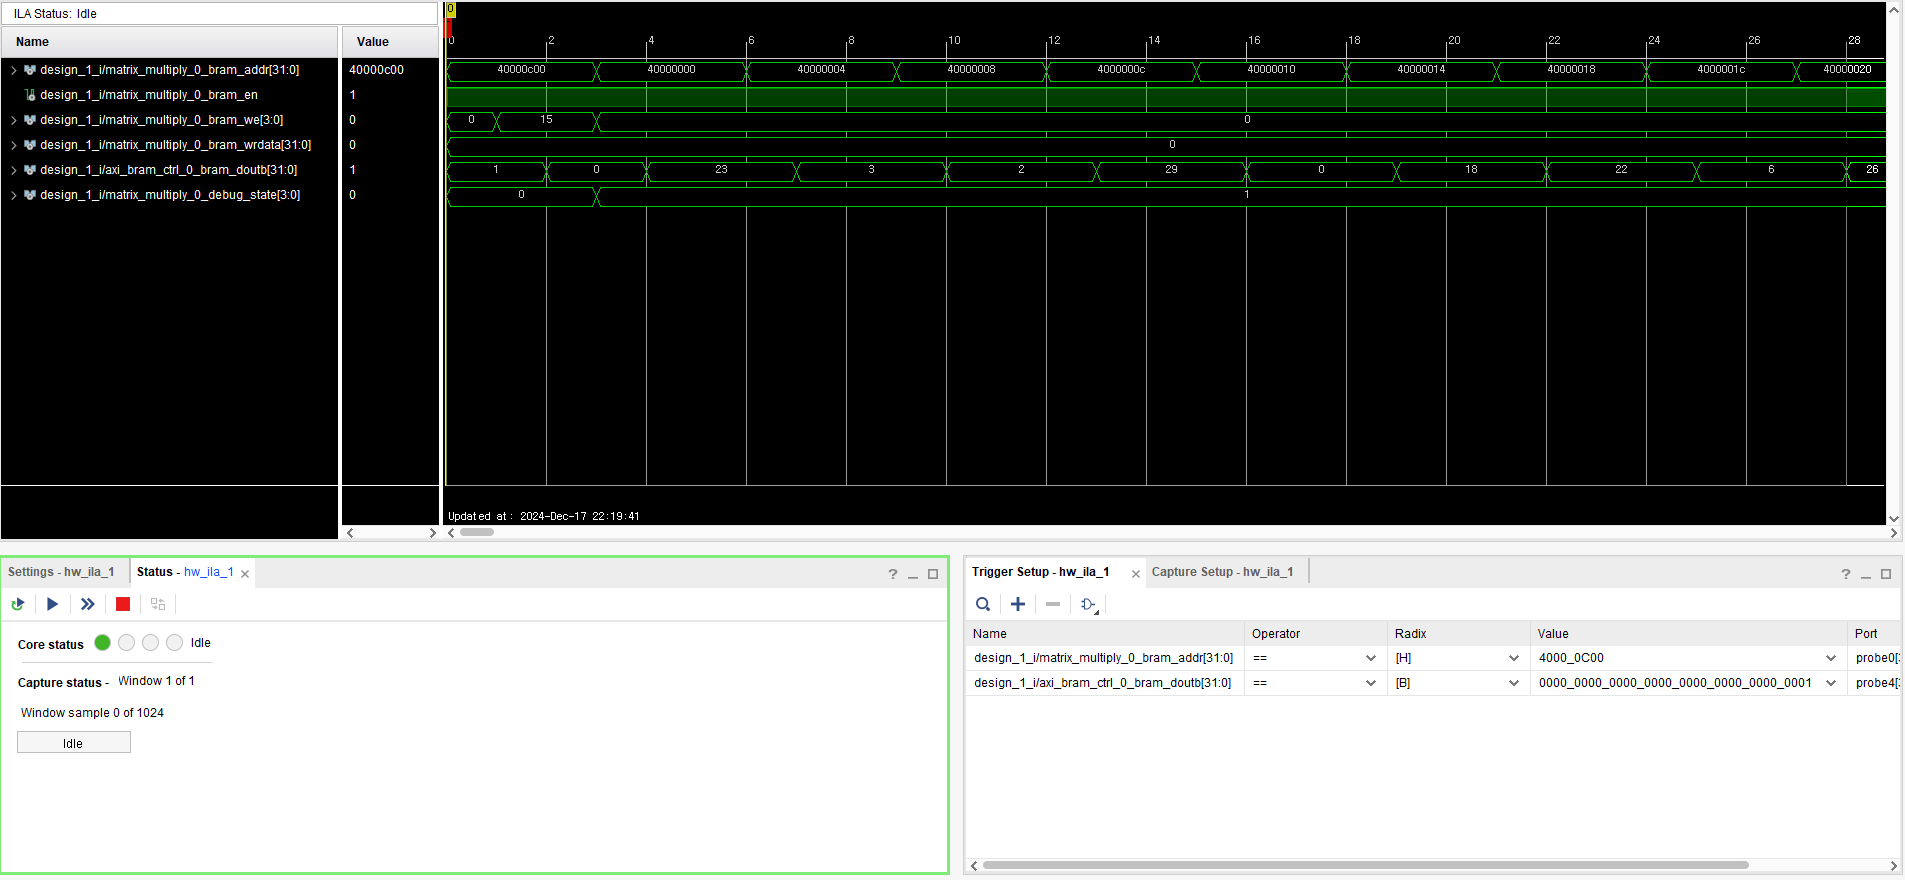 ILA Status: Idle
Name Value
0
0 2 4 6 8 10 12 14 16 18 20 22 24 26 28
design_1_i/matrix_multiply_0_bram_addr[31:0] 40000c00 40000c00 40000000 40000004 40000008 4000000c 40000010 40000014 40000018 4000001c 40000020
design_1_i/matrix_multiply_0_bram_en 1
design_1_i/matrix_multiply_0_bram_we[3:0] 0 0 15 0
design_1_i/matrix_multiply_0_bram_wrdata[31:0] 0 0
design_1_i/axi_bram_ctrl_0_bram_doutb[31:0] 1 1 0 23 3 2 29 0 18 22 6 26
design_1_i/matrix_multiply_0_debug_state[3:0] 0 0 1
Updated at: 2024-Dec-17 22:19:41
Settings - hw_ila_1 Status - hw_ila_1
Core status Idle
Capture status - Window 1 of 1
Window sample 0 of 1024
Idle
Trigger Setup - hw_ila_1 Capture Setup - hw_ila_1
Name Operator Radix Value Port
design_1_i/matrix_multiply_0_bram_addr[31:0] == [H] 4000_0C00 probe0[
design_1_i/axi_bram_ctrl_0_bram_doutb[31:0] == [B] 0000_0000_0000_0000_0000_0000_0000_0001 probe4[